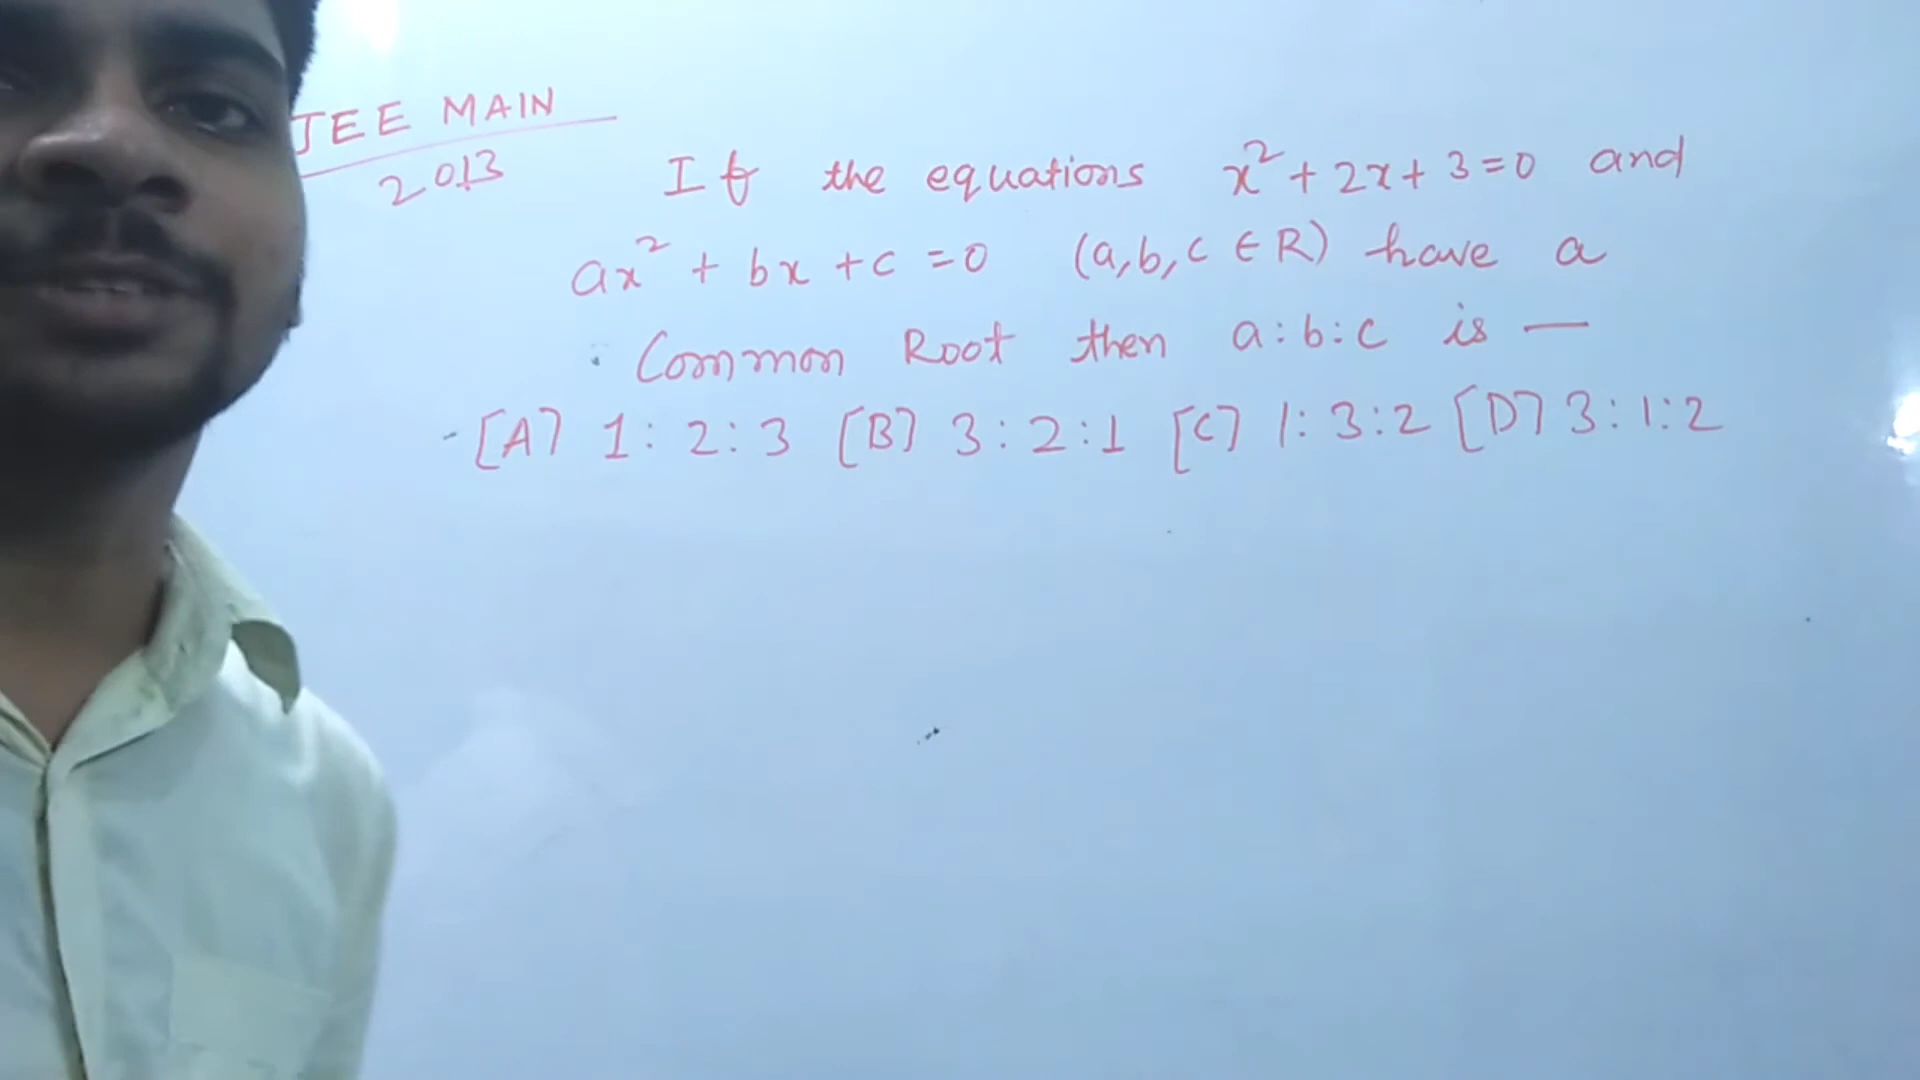 JEE MAIN
2013
If the equations x² + 2x + 3 = 0 and
ax² + bx + c = 0 (a,b,c ∈ R) have a
Common Root then a:b:c is —
[A] 1:2:3 [B] 3:2:1 [C] 1:3:2 [D] 3:1:2